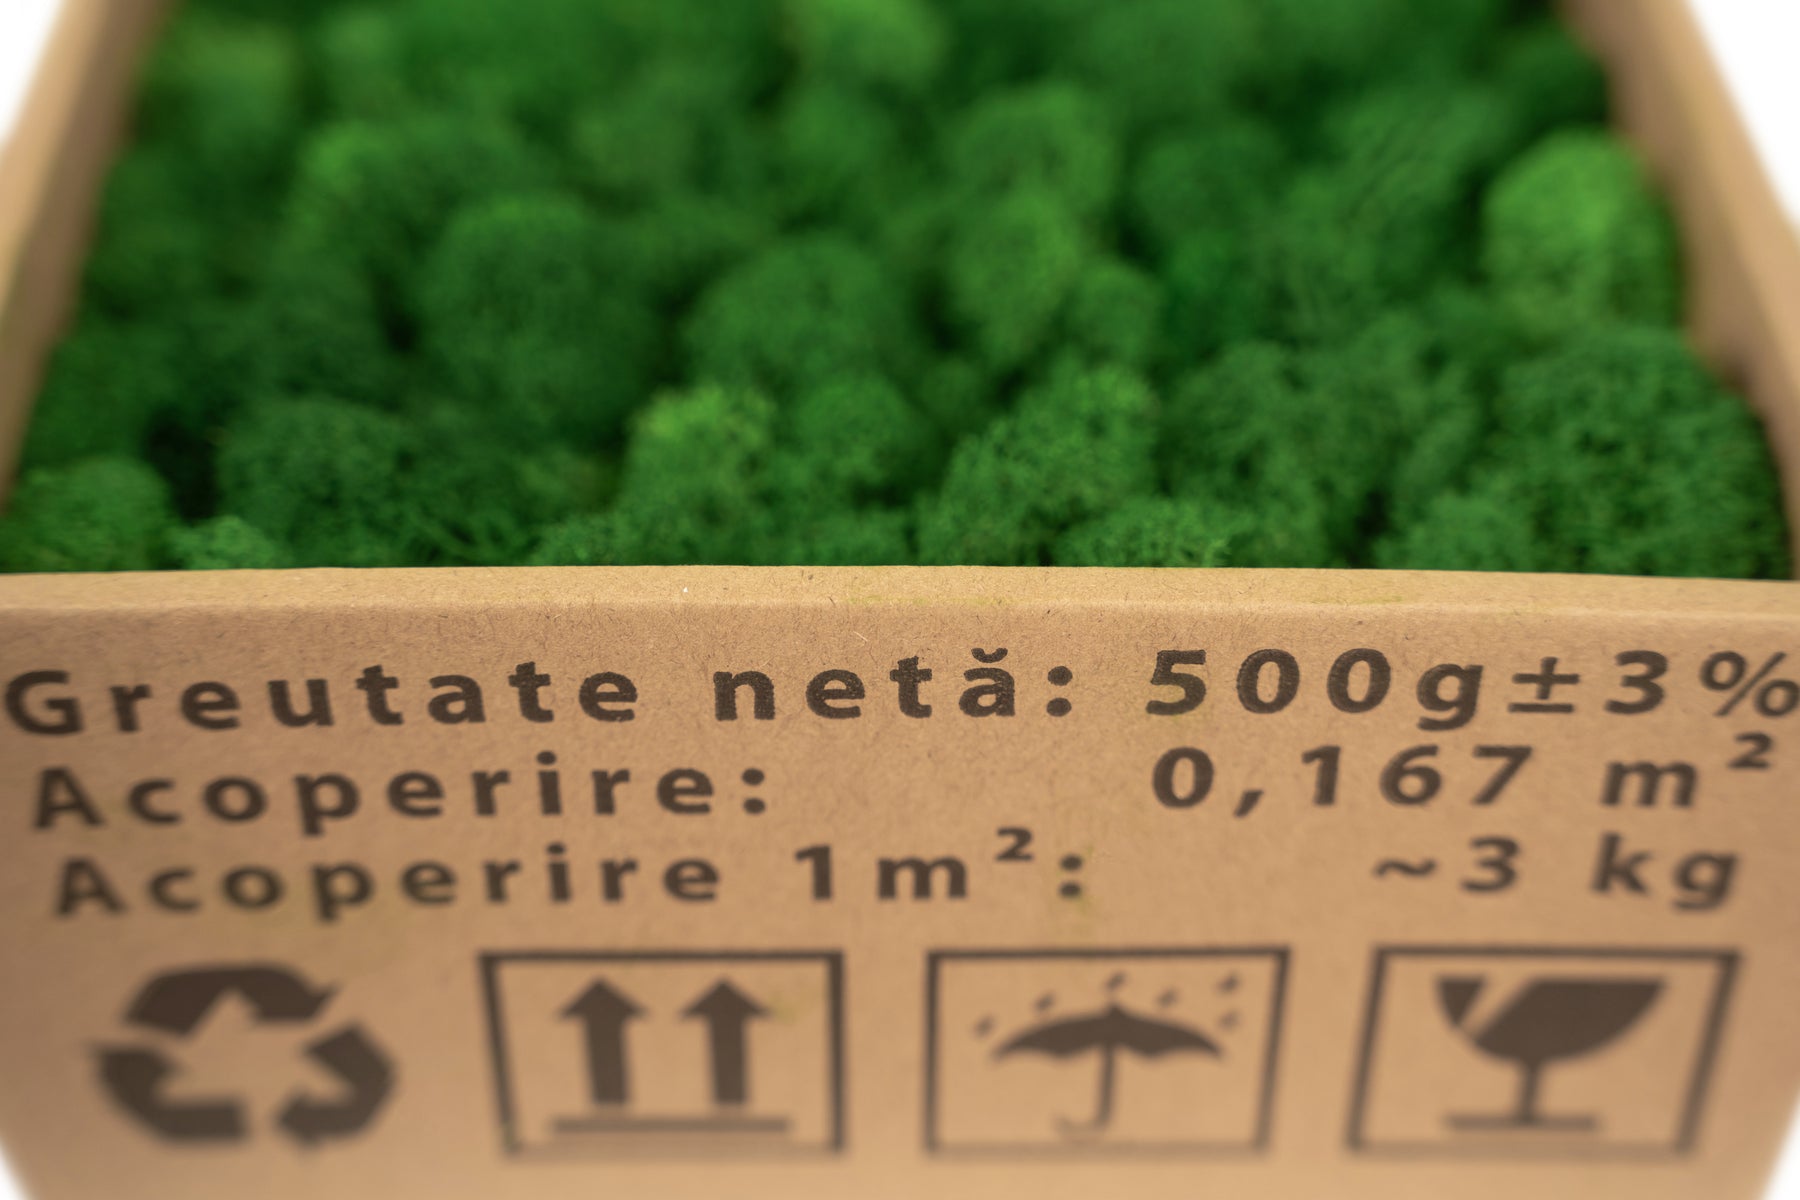 Greutate netă: 500g±3%
Acoperire: 0,167 m²
Acoperire 1m²: ~3 kg